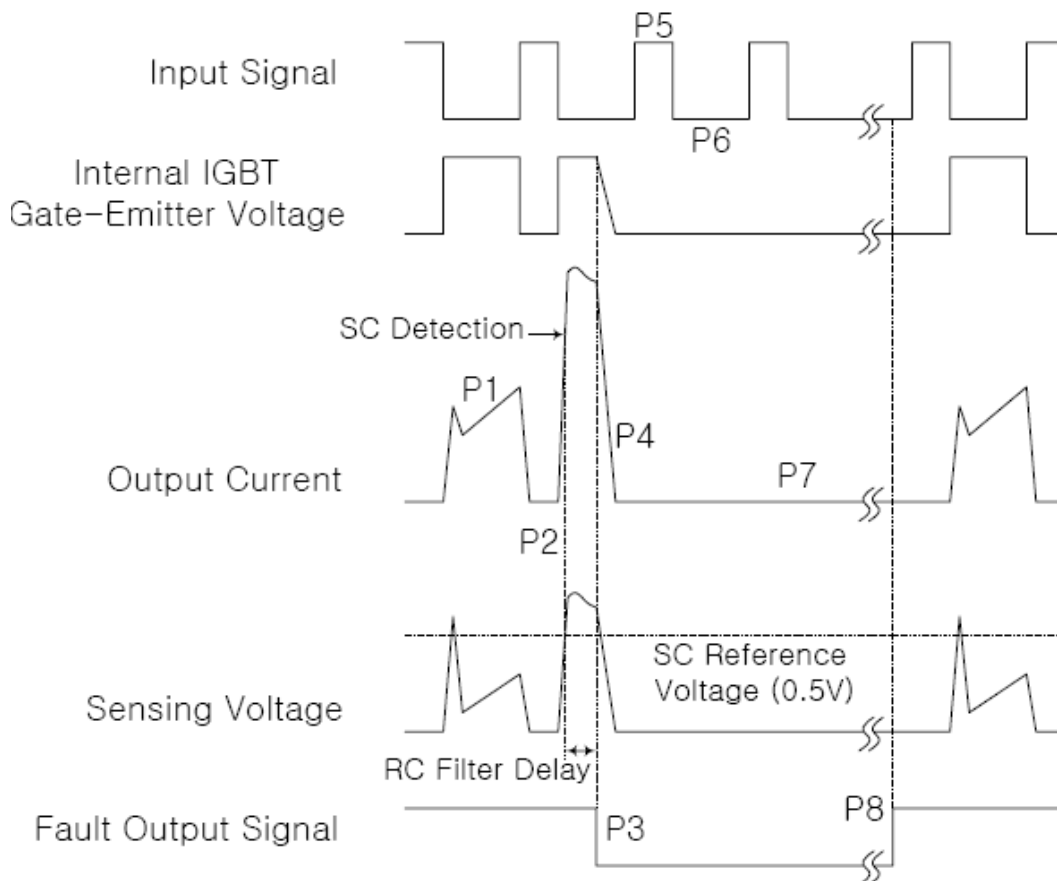 P5
Input Signal
P6
Internal IGBT
Gate-Emitter Voltage
SC Detection
P1
P4
Output Current
P7
P2
SC Reference
Voltage (0.5V)
Sensing Voltage
RC Filter Delay
Fault Output Signal
P3
P8